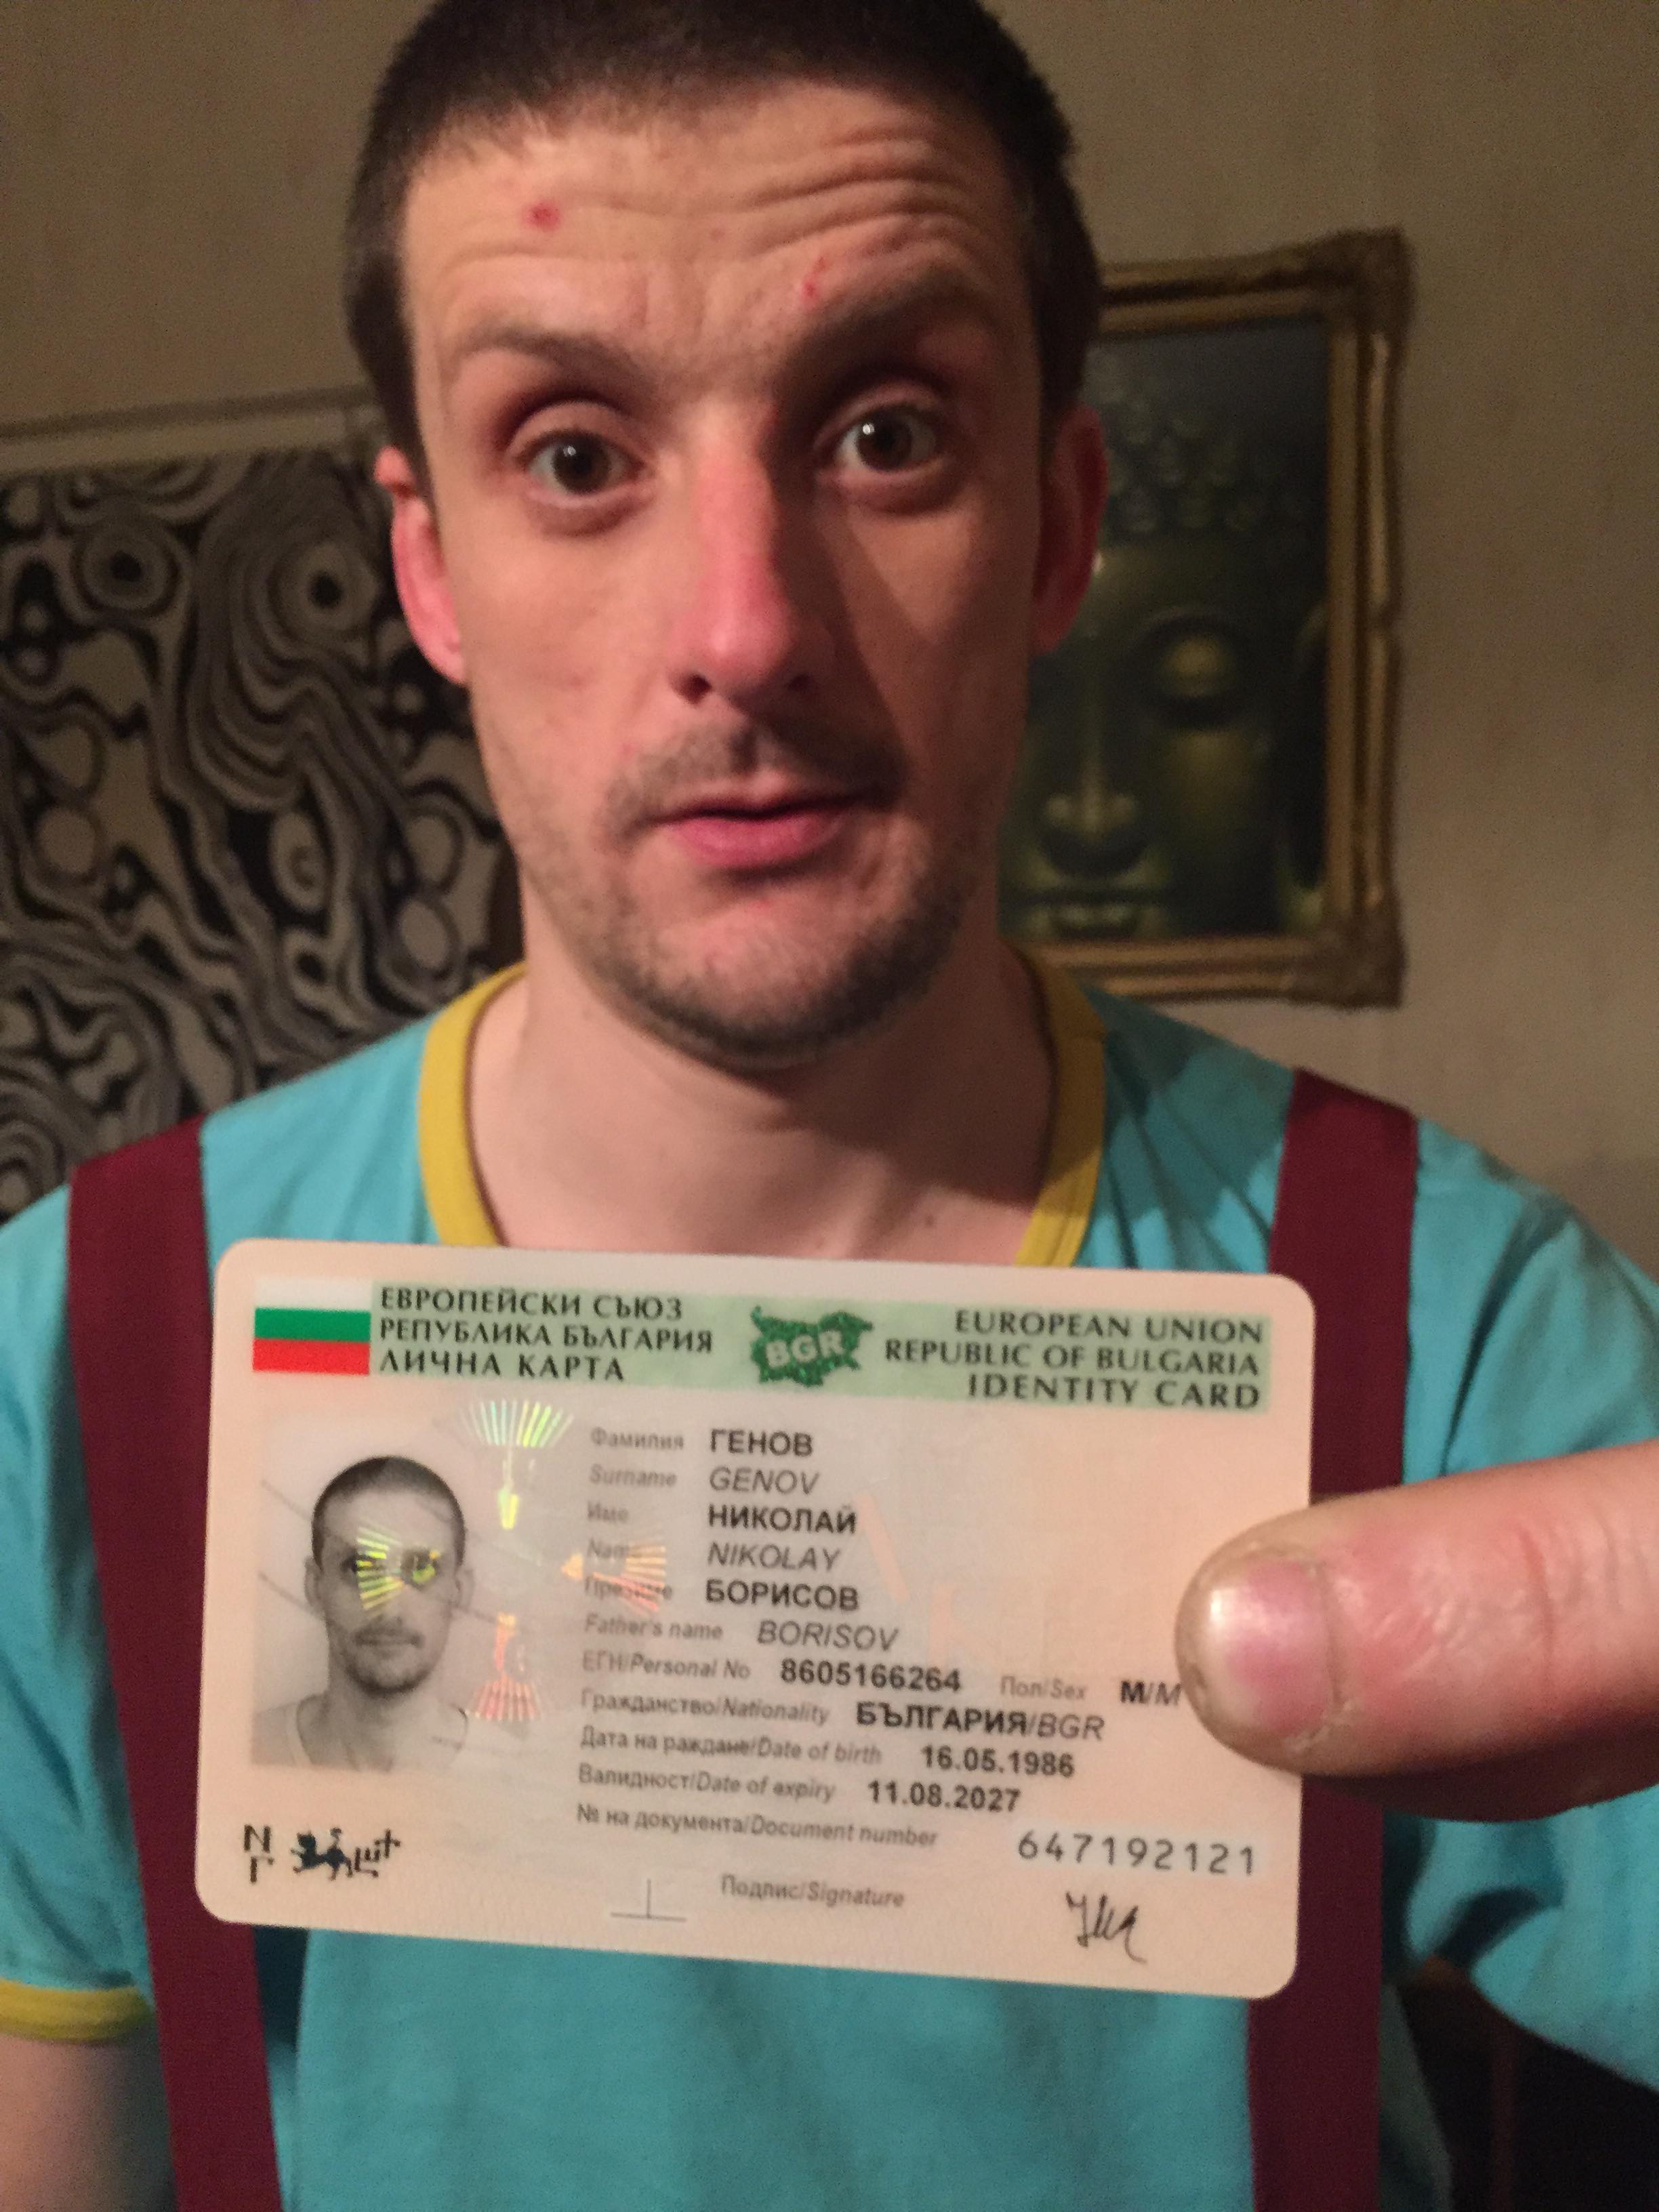 ЕВРОПЕЙСКИ СЪЮЗ
РЕПУБЛИКА БЪЛГАРИЯ
ЛИЧНА КАРТА
BGR
EUROPEAN UNION
REPUBLIC OF BULGARIA
IDENTITY CARD
Фамилия ГЕНОВ
Surname GENOV
Име НИКОЛАЙ
Name NIKOLAY
Презиме БОРИСОВ
Father's name BORISOV
ЕГН/Personal No 8605166264 Пол/Sex М/M
Гражданство/Nationality БЪЛГАРИЯ/BGR
Дата на раждане/Date of birth 16.05.1986
Валидност/Date of expiry 11.08.2027
№ на документа/Document number 647192121
Подпис/Signature